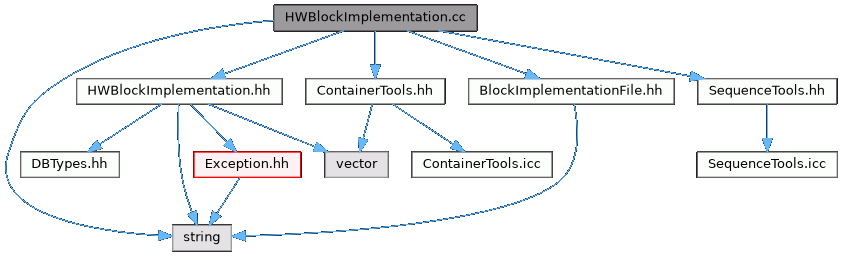 HWBlockImplementation.cc
HWBlockImplementation.hh
ContainerTools.hh
BlockImplementationFile.hh
SequenceTools.hh
DBTypes.hh
Exception.hh
vector
ContainerTools.icc
SequenceTools.icc
string